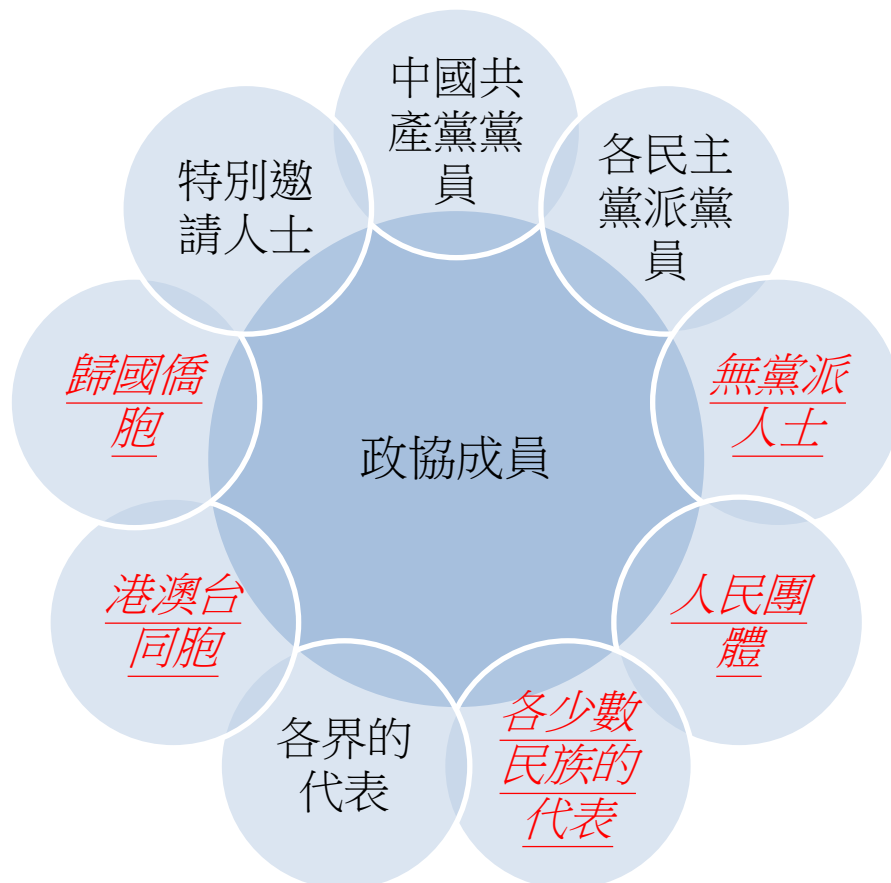 中國共
產黨黨
員
各民主
黨派黨
員
無黨派
人士
人民團
體
各少數
民族的
代表
各界的
代表
港澳台
同胞
歸國僑
胞
特別邀
請人士
政協成員